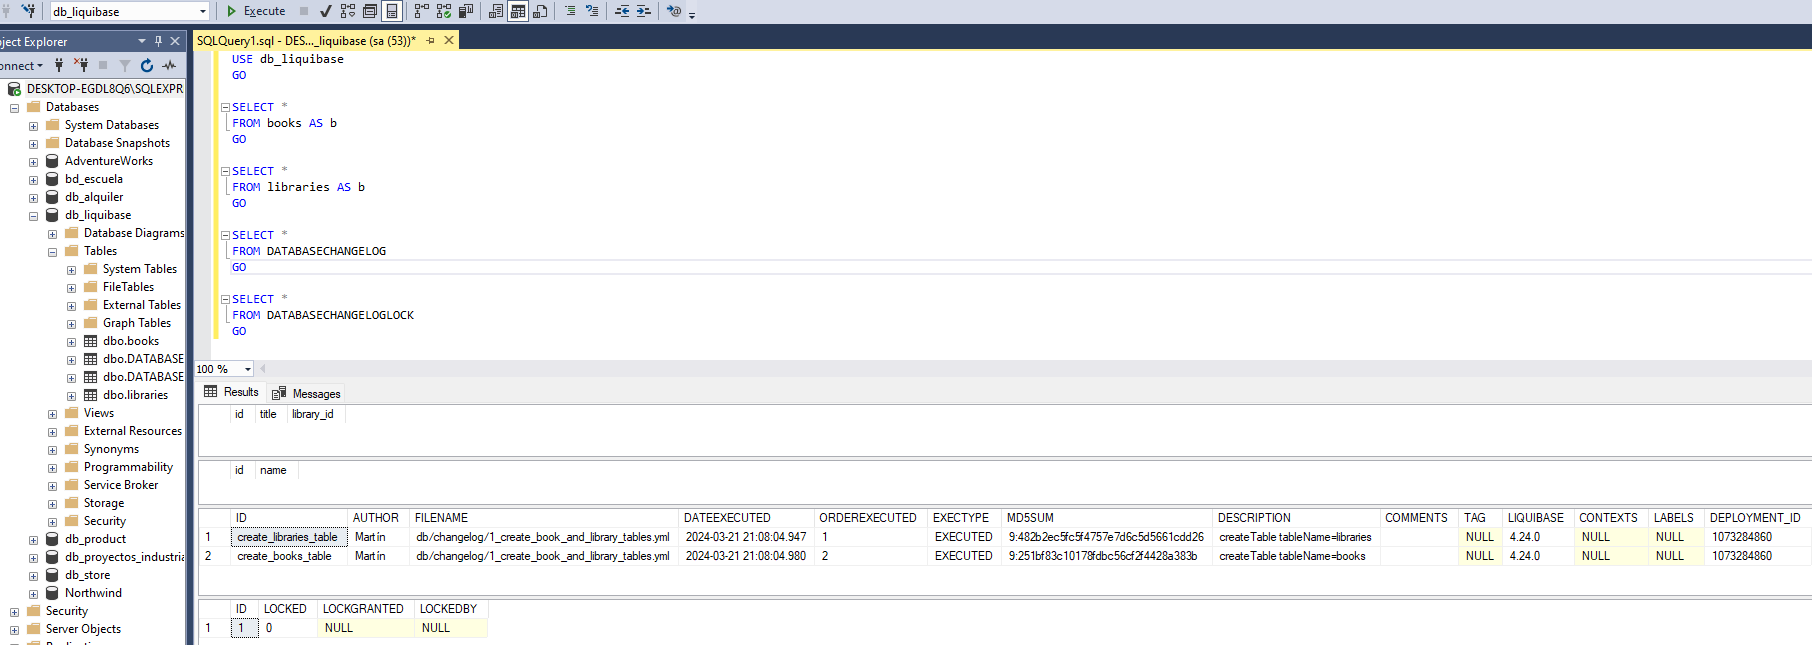 db_liquibase Execute
ject Explorer
onnect
DESKTOP-EGDL8Q6\SQLEXPR
Databases
System Databases
Database Snapshots
AdventureWorks
bd_escuela
db_alquiler
db_liquibase
Database Diagrams
Tables
System Tables
FileTables
External Tables
Graph Tables
dbo.books
dbo.DATABASE
dbo.DATABASE
dbo.libraries
Views
External Resources
Synonyms
Programmability
Service Broker
Storage
Security
db_product
db_proyectos_industria
db_store
Northwind
Security
Server Objects
SQLQuery1.sql - DES..._liquibase (sa (53))*
USE db_liquibase
GO
SELECT *
FROM books AS b
GO
SELECT *
FROM libraries AS b
GO
SELECT *
FROM DATABASECHANGELOG
GO
SELECT *
FROM DATABASECHANGELOGLOCK
GO
100 %
Results Messages
id title library_id
id name
ID AUTHOR FILENAME DATEEXECUTED ORDEREXECUTED EXECTYPE MD5SUM DESCRIPTION COMMENTS TAG LIQUIBASE CONTEXTS LABELS DEPLOYMENT_ID
1 create_libraries_table Martín db/changelog/1_create_book_and_library_tables.yml 2024-03-21 21:08:04.947 1 EXECUTED 9:482b2ec5fc5f4757e7d6c5d5661cdd26 createTable tableName=libraries NULL 4.24.0 NULL NULL 1073284860
2 create_books_table Martín db/changelog/1_create_book_and_library_tables.yml 2024-03-21 21:08:04.980 2 EXECUTED 9:251bf83c10178fdbc56cf2f4428a383b createTable tableName=books NULL 4.24.0 NULL NULL 1073284860
ID LOCKED LOCKGRANTED LOCKEDBY
1 1 0 NULL NULL